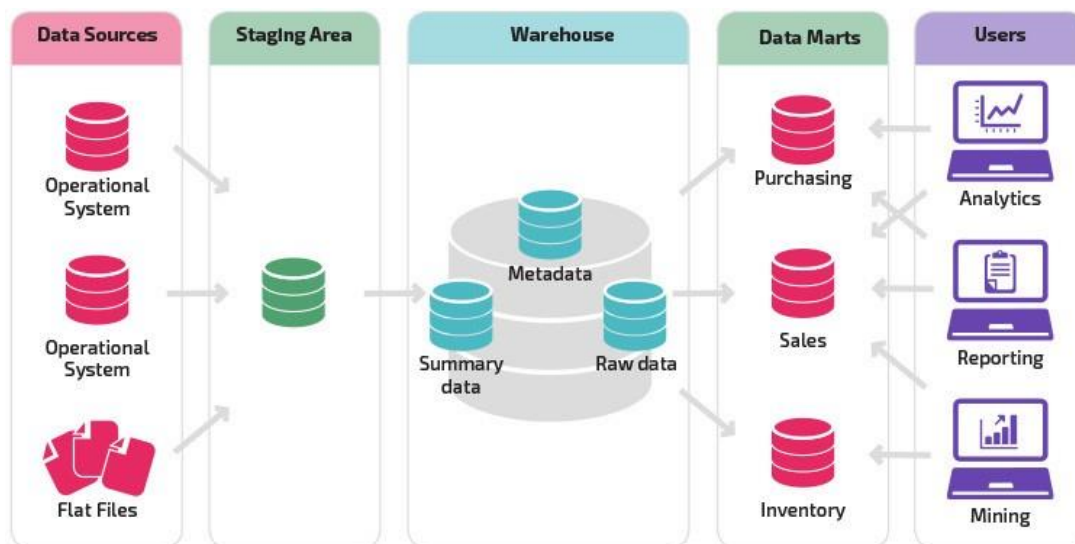 Data Sources
Staging Area
Warehouse
Data Marts
Users
Operational
System
Operational
System
Flat Files
Metadata
Summary
data
Raw data
Purchasing
Sales
Inventory
Analytics
Reporting
Mining